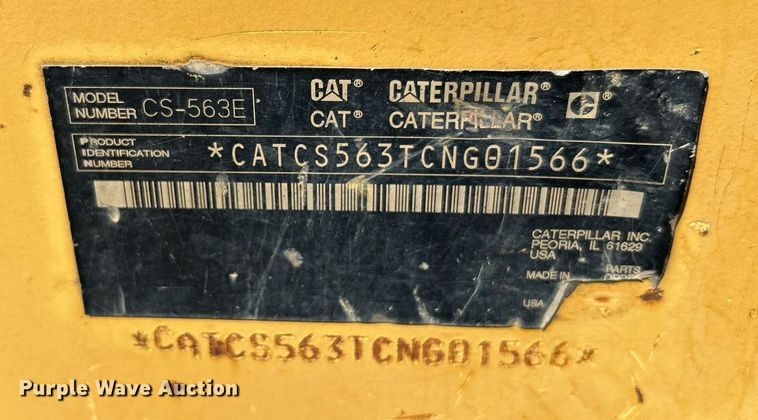 MODEL NUMBER CS-563E
CAT® CATERPILLAR® G®
CAT® CATERPILLAR®
PRODUCT IDENTIFICATION NUMBER
*CATCS563TCNG01566*
CATERPILLAR INC.
PEORIA, IL 61629
USA
MADE IN
USA
PARTS
*CATCS563TCNG01566*
Purple Wave Auction